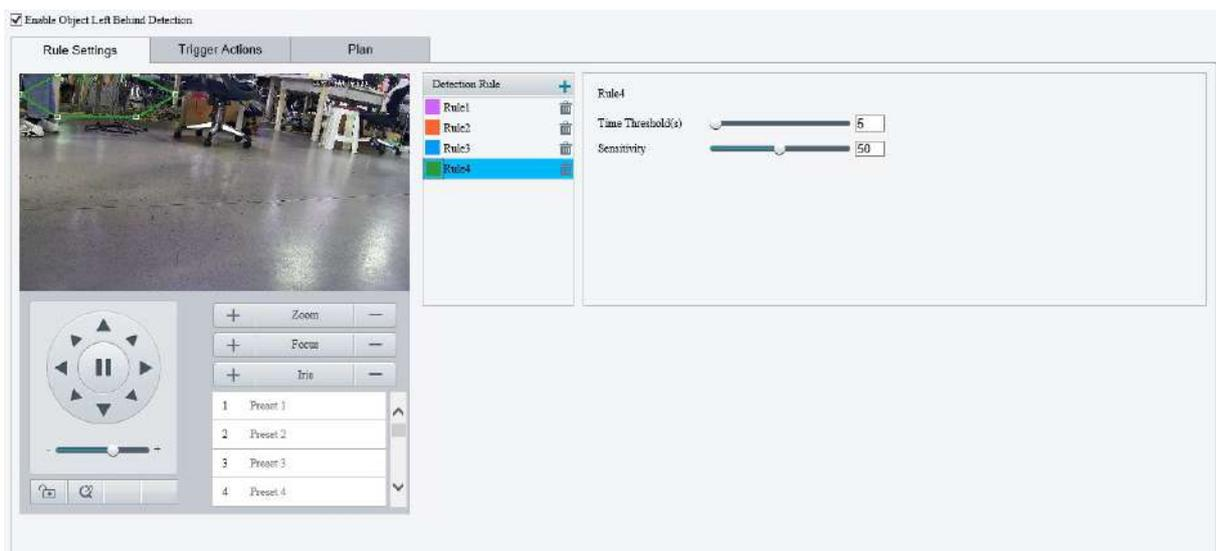 Enable Object Left Behind Detection
Rule Settings
Trigger Actions
Plan
Detection Rule
Rule1
Rule2
Rule3
Rule4
Rule4
Time Threshold(s)
5
Sensitivity
50
+ Zoom −
+ Focus −
+ Iris −
- +
1 Preset 1
2 Preset 2
3 Preset 3
4 Preset 4